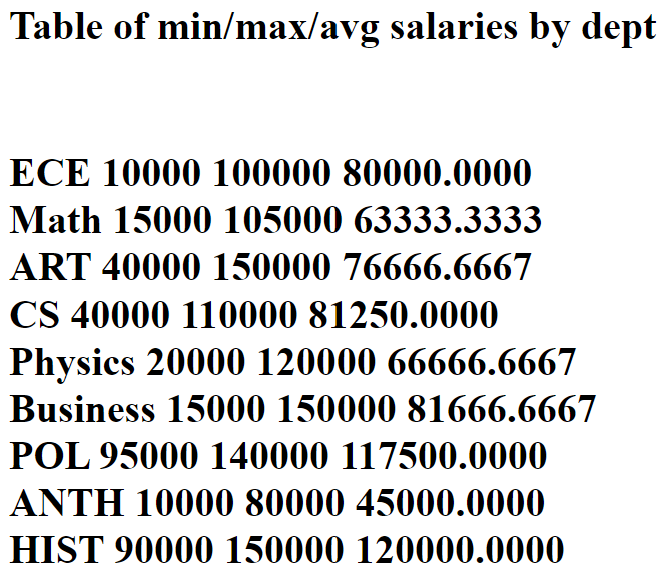 Table of min/max/avg salaries by dept
ECE 10000 100000 80000.0000
Math 15000 105000 63333.3333
ART 40000 150000 76666.6667
CS 40000 110000 81250.0000
Physics 20000 120000 66666.6667
Business 15000 150000 81666.6667
POL 95000 140000 117500.0000
ANTH 10000 80000 45000.0000
HIST 90000 150000 120000.0000